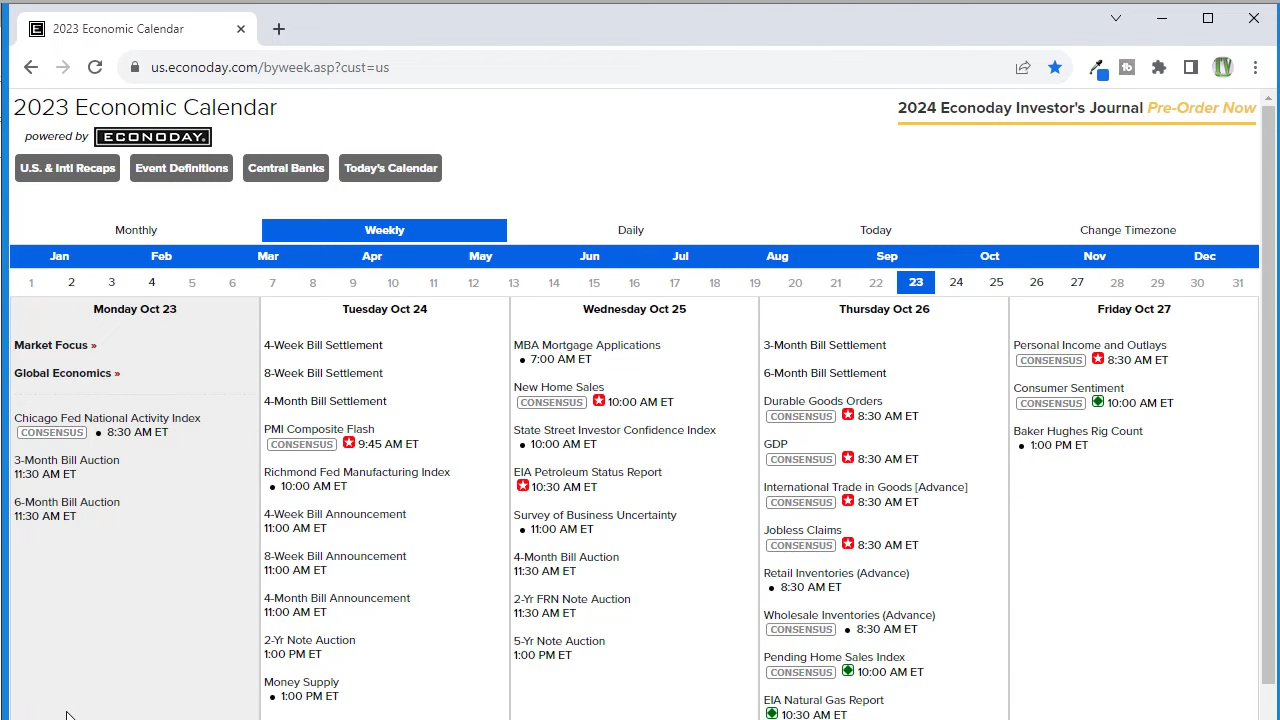 2023 Economic Calendar
us.econoday.com/byweek.asp?cust=us
2023 Economic Calendar
2024 Econoday Investor's Journal Pre-Order Now
powered by ECONODAY
U.S. & Intl Recaps Event Definitions Central Banks Today's Calendar
Monthly Weekly Daily Today Change Timezone
Jan Feb Mar Apr May Jun Jul Aug Sep Oct Nov Dec
1 2 3 4 5 6 7 8 9 10 11 12 13 14 15 16 17 18 19 20 21 22 23 24 25 26 27 28 29 30 31
Monday Oct 23
Market Focus »
Global Economics »
Chicago Fed National Activity Index
CONSENSUS • 8:30 AM ET
3-Month Bill Auction
11:30 AM ET
6-Month Bill Auction
11:30 AM ET
Tuesday Oct 24
4-Week Bill Settlement
8-Week Bill Settlement
4-Month Bill Settlement
PMI Composite Flash
CONSENSUS 9:45 AM ET
Richmond Fed Manufacturing Index
• 10:00 AM ET
4-Week Bill Announcement
11:00 AM ET
8-Week Bill Announcement
11:00 AM ET
4-Month Bill Announcement
11:00 AM ET
2-Yr Note Auction
1:00 PM ET
Money Supply
• 1:00 PM ET
Wednesday Oct 25
MBA Mortgage Applications
• 7:00 AM ET
New Home Sales
CONSENSUS 10:00 AM ET
State Street Investor Confidence Index
• 10:00 AM ET
EIA Petroleum Status Report
10:30 AM ET
Survey of Business Uncertainty
• 11:00 AM ET
4-Month Bill Auction
11:30 AM ET
2-Yr FRN Note Auction
11:30 AM ET
5-Yr Note Auction
1:00 PM ET
Thursday Oct 26
3-Month Bill Settlement
6-Month Bill Settlement
Durable Goods Orders
CONSENSUS 8:30 AM ET
GDP
CONSENSUS 8:30 AM ET
International Trade in Goods [Advance]
CONSENSUS 8:30 AM ET
Jobless Claims
CONSENSUS 8:30 AM ET
Retail Inventories (Advance)
• 8:30 AM ET
Wholesale Inventories (Advance)
CONSENSUS • 8:30 AM ET
Pending Home Sales Index
CONSENSUS 10:00 AM ET
EIA Natural Gas Report
10:30 AM ET
Friday Oct 27
Personal Income and Outlays
CONSENSUS 8:30 AM ET
Consumer Sentiment
CONSENSUS 10:00 AM ET
Baker Hughes Rig Count
• 1:00 PM ET